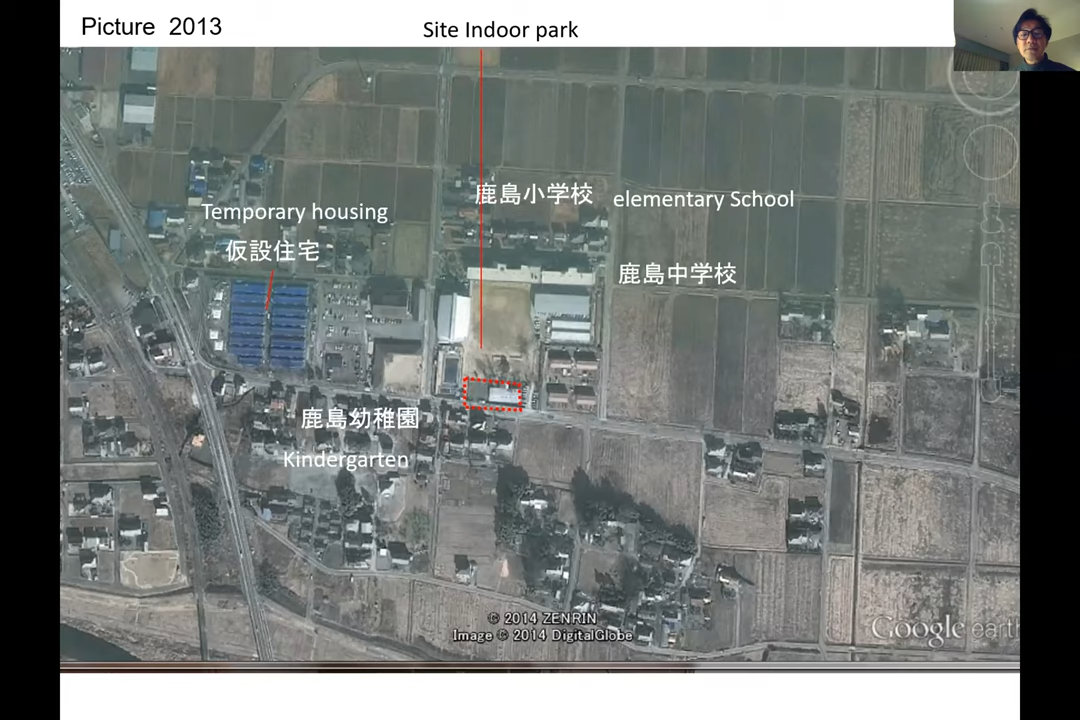 Picture 2013
Site Indoor park
鹿島小学校 elementary School
Temporary housing
仮設住宅
鹿島中学校
鹿島幼稚園
Kindergarten
© 2014 ZENRIN
Image © 2014 DigitalGlobe
Google earth